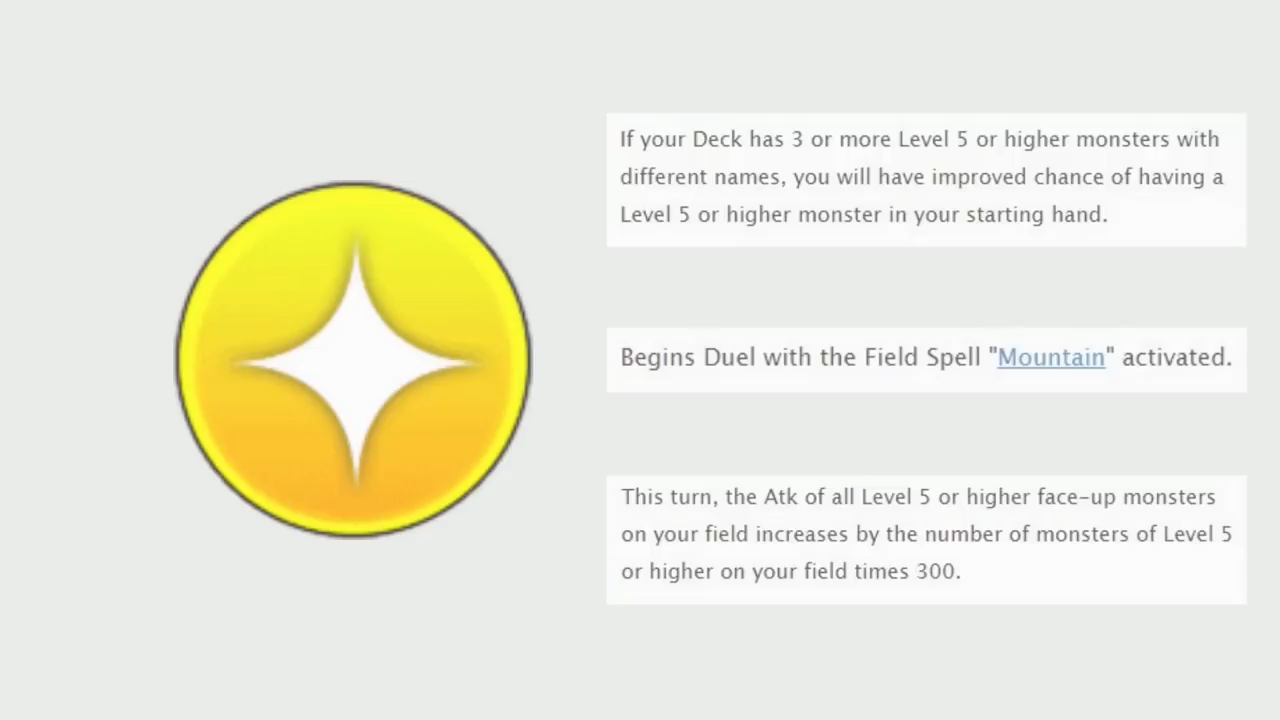 If your Deck has 3 or more Level 5 or higher monsters with
different names, you will have improved chance of having a
Level 5 or higher monster in your starting hand.
Begins Duel with the Field Spell "Mountain" activated.
This turn, the Atk of all Level 5 or higher face-up monsters
on your field increases by the number of monsters of Level 5
or higher on your field times 300.